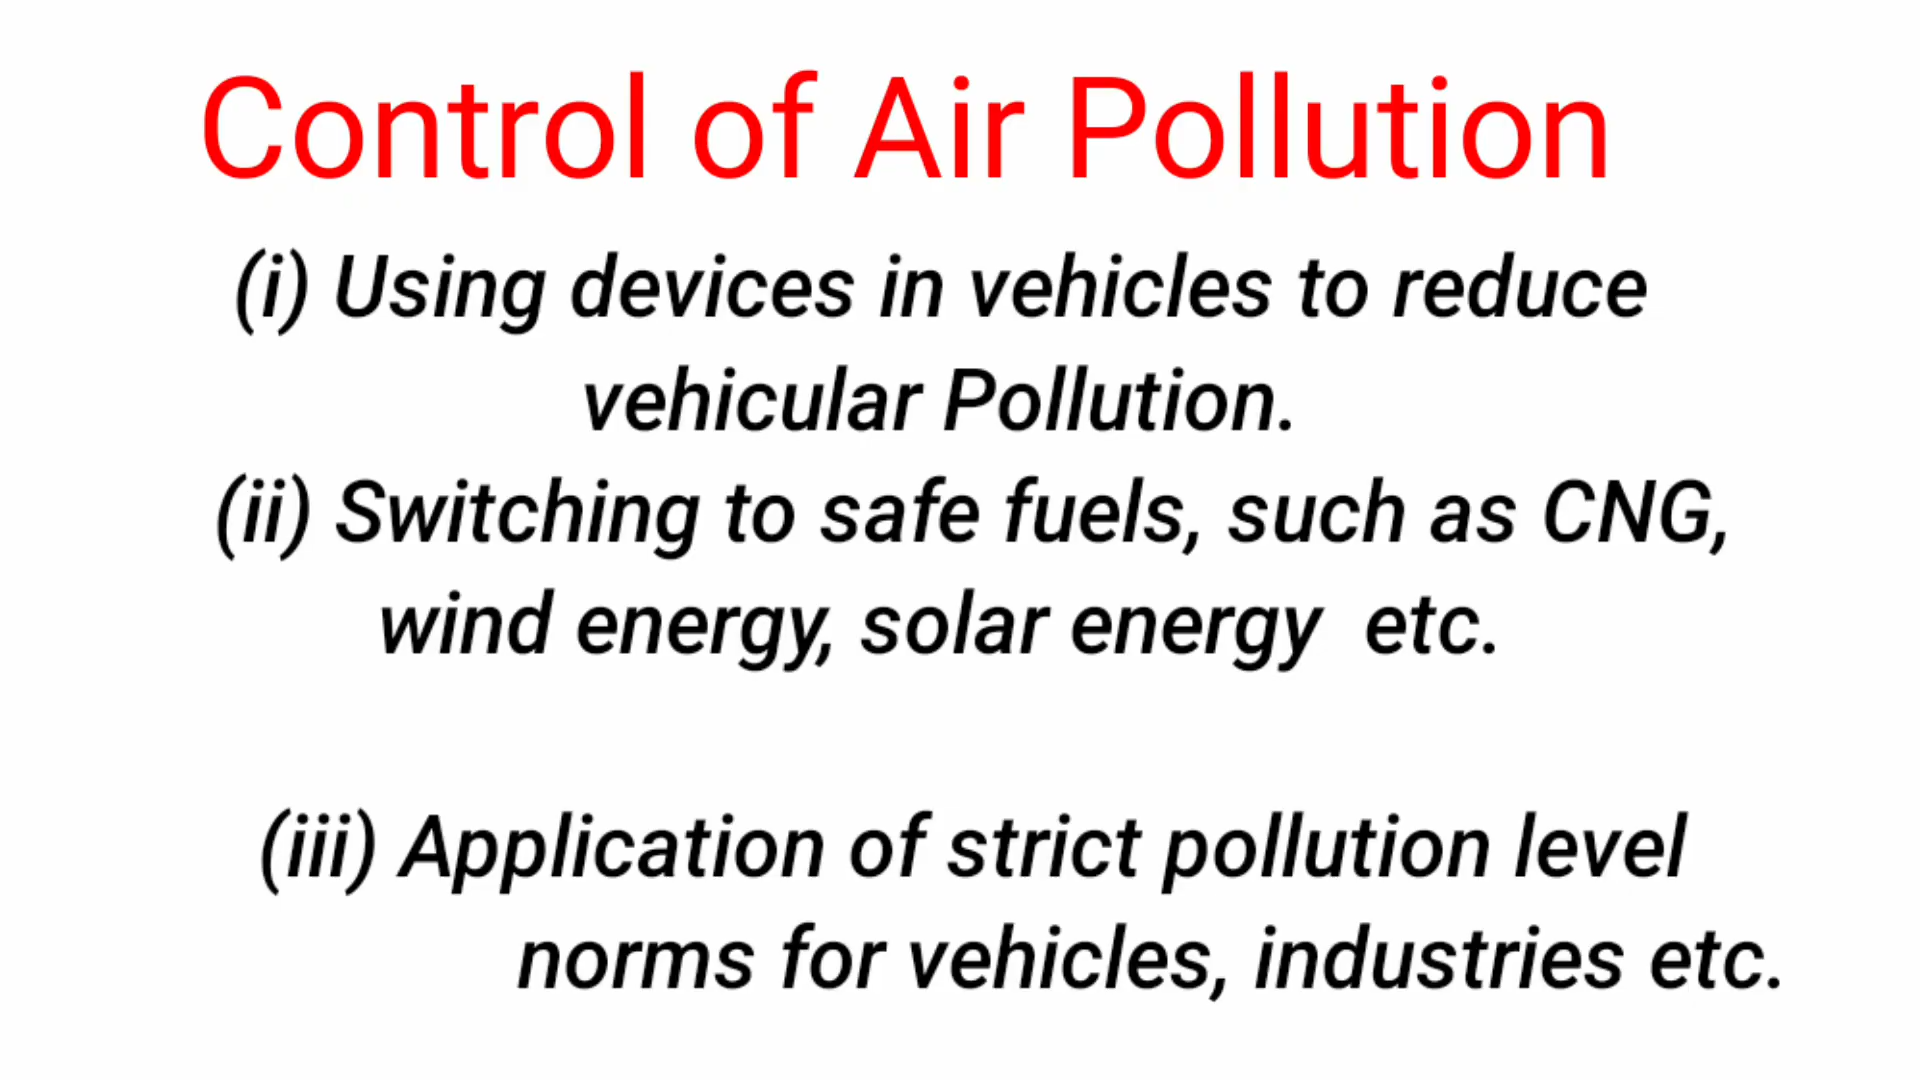 Control of Air Pollution
(i) Using devices in vehicles to reduce
vehicular Pollution.
(ii) Switching to safe fuels, such as CNG,
wind energy, solar energy  etc.
(iii) Application of strict pollution level
norms for vehicles, industries etc.